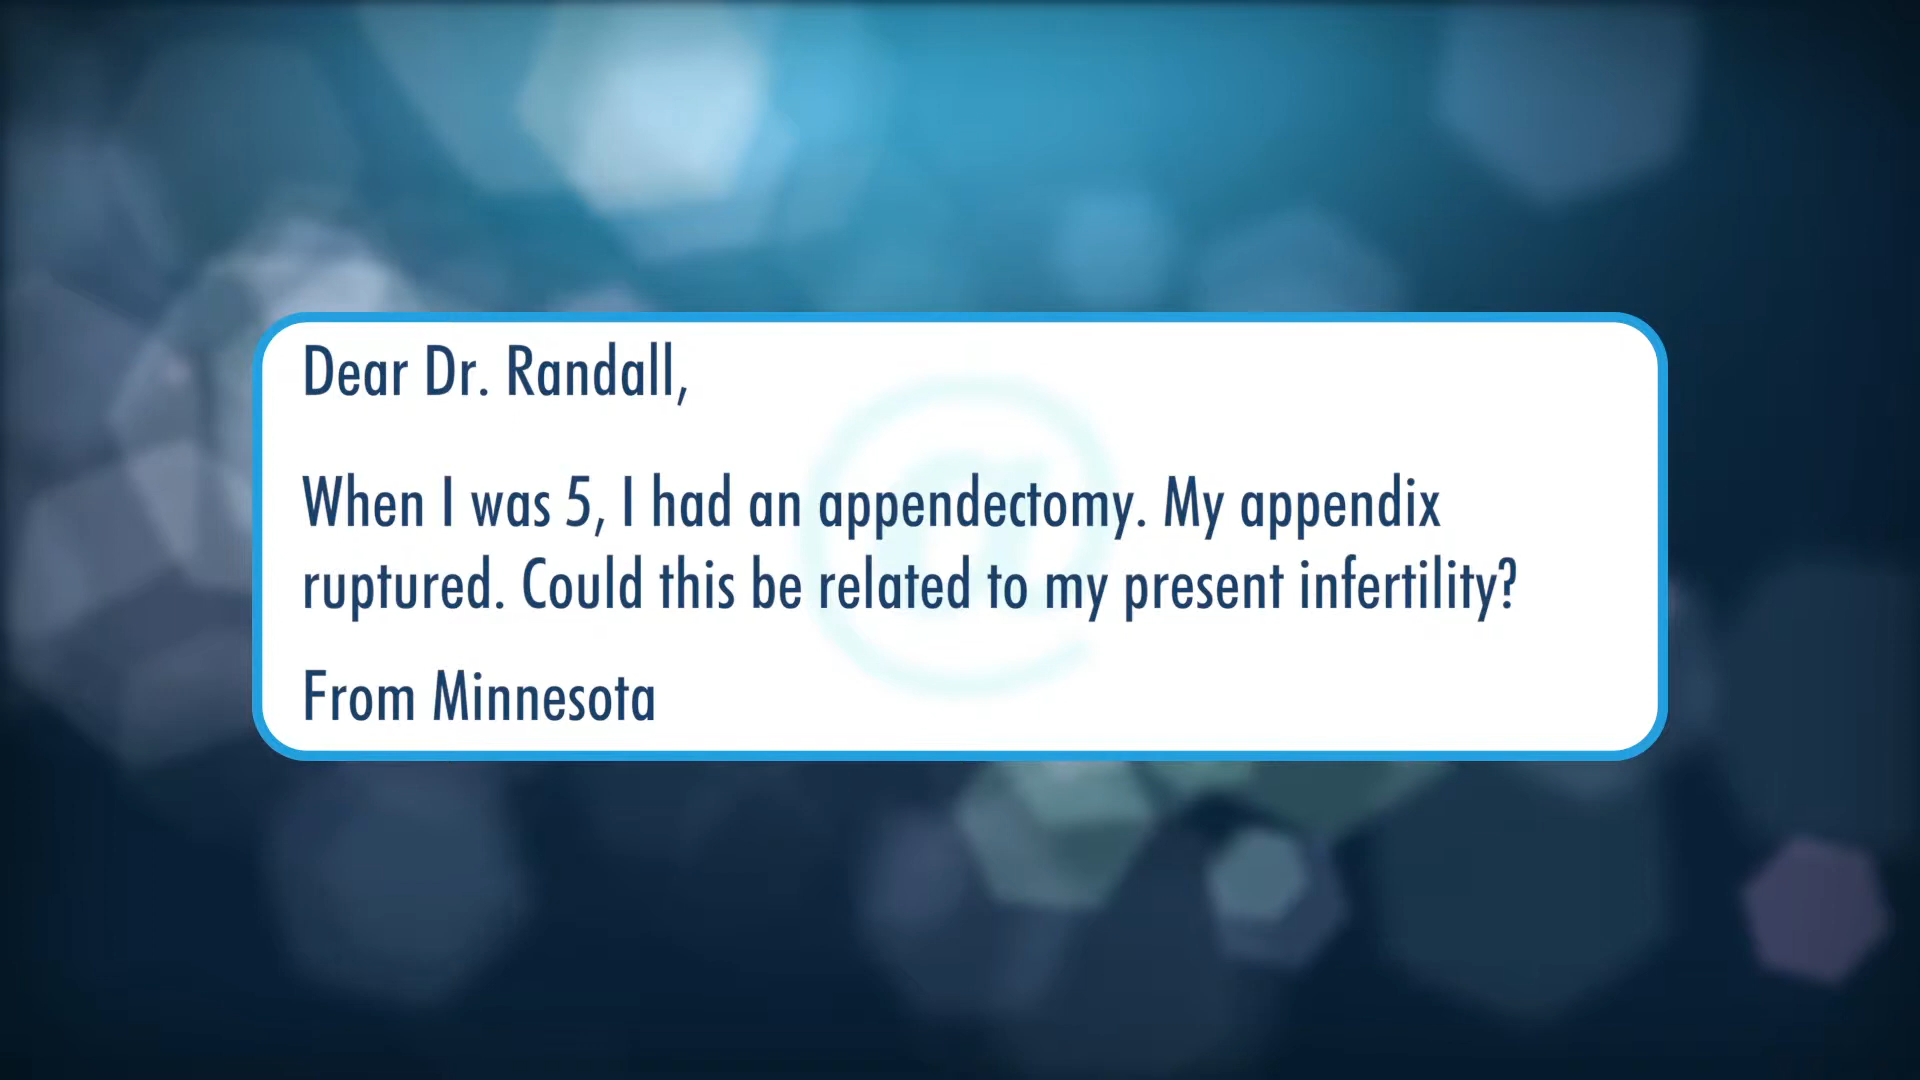 Dear Dr. Randall,
When I was 5, I had an appendectomy. My appendix
ruptured. Could this be related to my present infertility?
From Minnesota